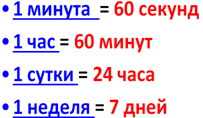 • 1 минута = 60 секунд
• 1 час = 60 минут
• 1 сутки = 24 часа
• 1 неделя = 7 дней